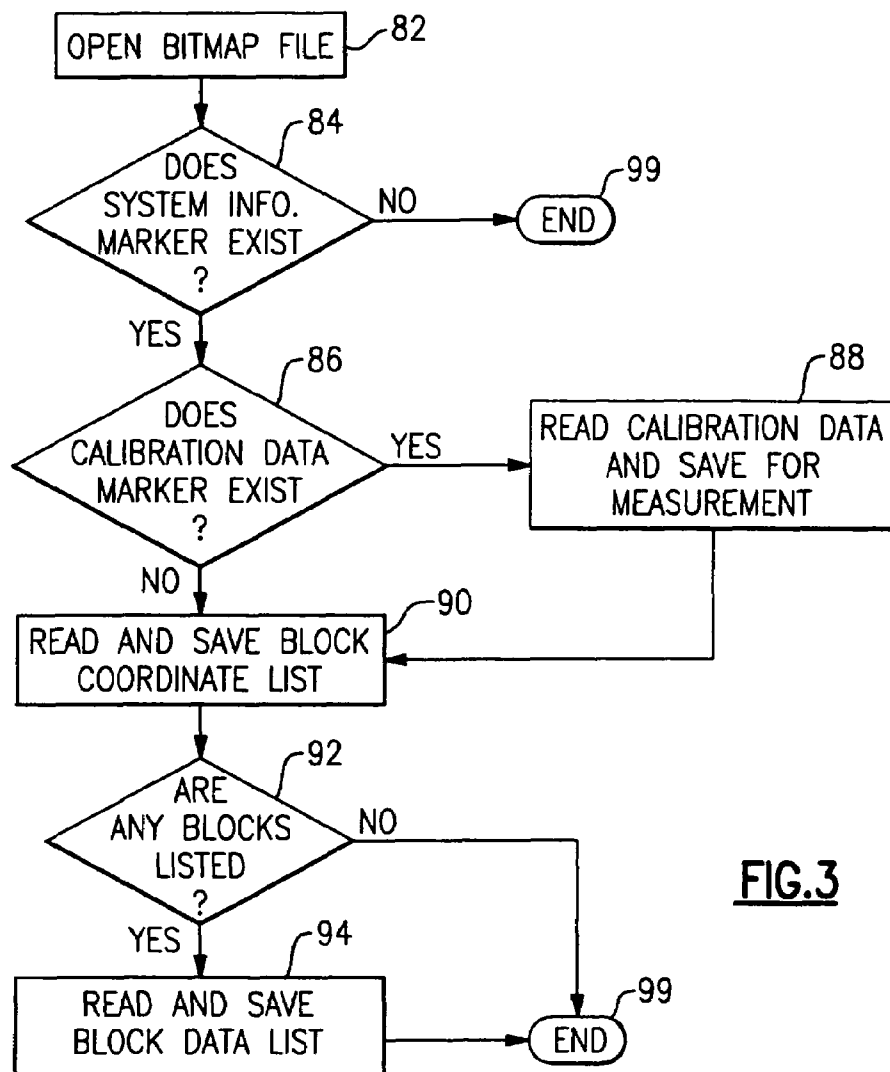 OPEN BITMAP FILE
82
84
DOES
SYSTEM INFO.
MARKER EXIST
?
NO
99
END
YES
86
DOES
CALIBRATION DATA
MARKER EXIST
?
YES
88
READ CALIBRATION DATA
AND SAVE FOR
MEASUREMENT
NO
90
READ AND SAVE BLOCK
COORDINATE LIST
92
ARE
ANY BLOCKS
LISTED
?
NO
FIG.3
YES
94
READ AND SAVE
BLOCK DATA LIST
99
END